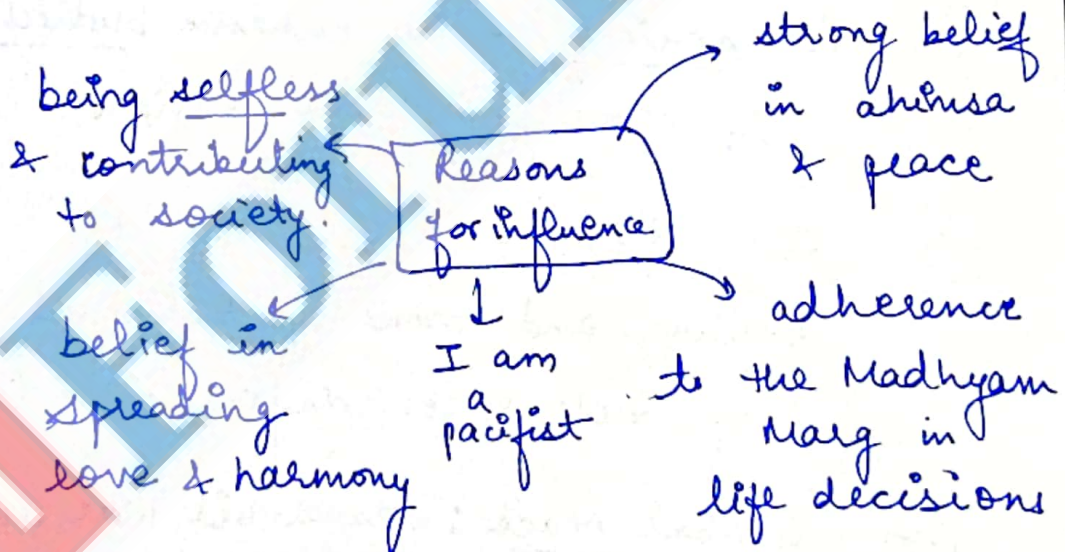 Reasons
for influence
strong belief
in ahimsa
& peace
adherence
to the Madhyam
Marg in
life decisions
I am
a
pacifist
belief in
spreading
love & harmony
being selfless
& contributing
to society.
Forum